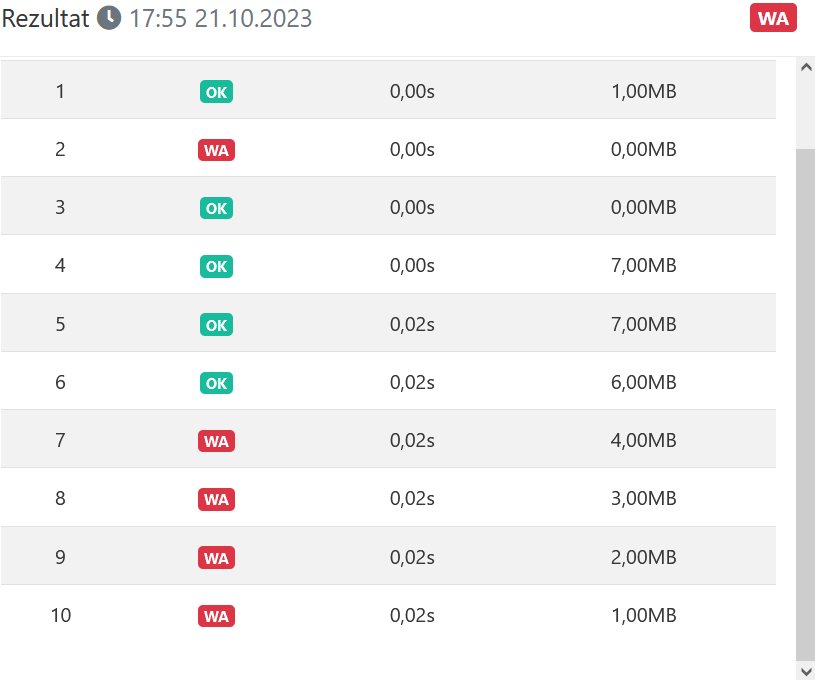 Rezultat 17:55 21.10.2023 WA
1 OK 0,00s 1,00MB
2 WA 0,00s 0,00MB
3 OK 0,00s 0,00MB
4 OK 0,00s 7,00MB
5 OK 0,02s 7,00MB
6 OK 0,02s 6,00MB
7 WA 0,02s 4,00MB
8 WA 0,02s 3,00MB
9 WA 0,02s 2,00MB
10 WA 0,02s 1,00MB